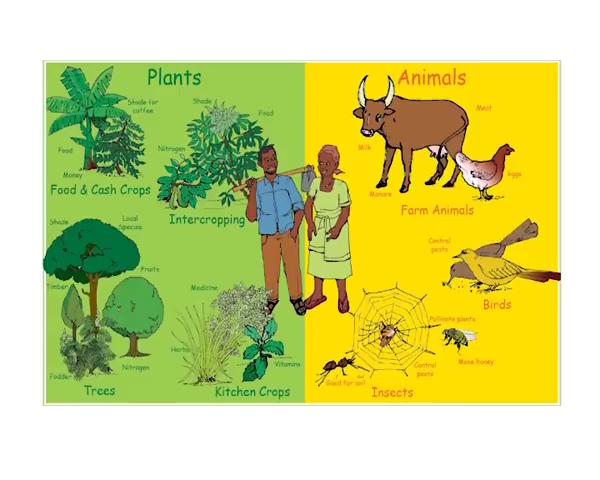 Plants
Shade for
coffee
Food
Money
Food & Cash Crops
Shade
Food
Nitrogen
Intercropping
Shade
Local
Species
Fruits
Timber
Fodder
Nitrogen
Trees
Medicine
Herbs
Vitamins
Kitchen Crops
Animals
Meat
Milk
Eggs
Manure
Farm Animals
Control
pests
Birds
Pollinate plants
Make honey
Control
pests
Good for soil
Insects